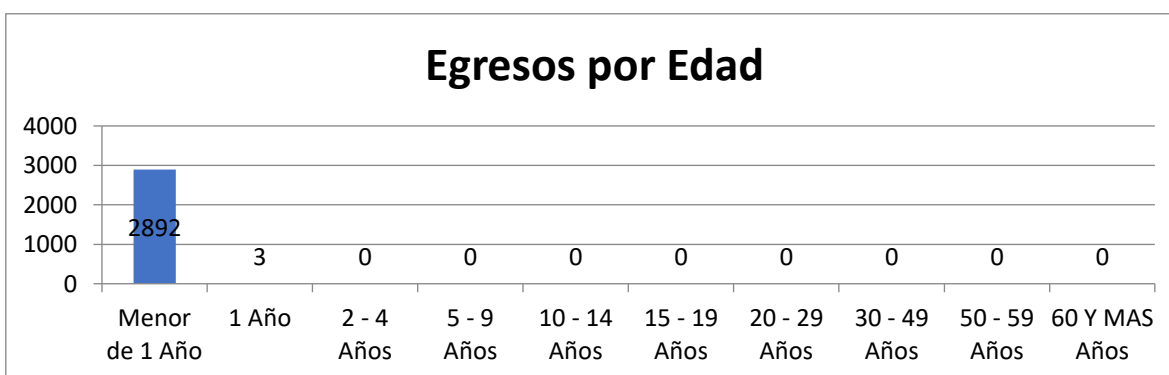 Egresos por Edad
4000
3000
2000
1000
0
2892
3
0
0
0
0
0
0
0
0
Menor
de 1 Año
1 Año
2 - 4
Años
5 - 9
Años
10 - 14
Años
15 - 19
Años
20 - 29
Años
30 - 49
Años
50 - 59
Años
60 Y MAS
Años